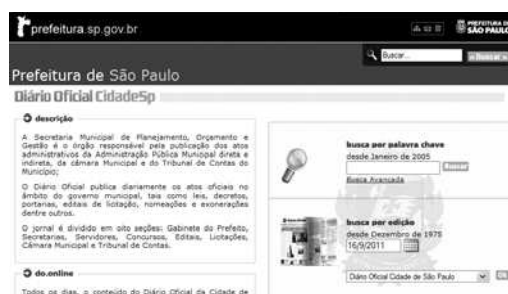 prefeitura.sp.gov.br
PREFEITURA DE
SÃO PAULO
Buscar...
» Buscar »
Prefeitura de São Paulo
Diário Oficial CidadeSp
descrição
A Secretaria Municipal de Planejamento, Orçamento e
Gestão é o órgão responsável pela publicação dos atos
administrativos da Administração Pública Municipal direta e
indireta, da câmara Municipal e do Tribunal de Contas do
Município;
O Diário Oficial publica diariamente os atos oficiais no
âmbito do governo municipal, tais como leis, decretos,
portarias, editais de licitação, nomeações e exonerações
dentre outros.
O jornal é dividido em oito seções: Gabinete do Prefeito,
Secretarias, Servidores, Concursos, Editais, Licitações,
Câmara Municipal e Tribunal de Contas.
do.online
Todos os dias, o conteúdo do Diário Oficial da Cidade de
busca por palavra chave
desde Janeiro de 2005
Buscar
Busca Avançada
busca por edição
desde Dezembro de 1975
16/9/2011
Diário Oficial Cidade de São Paulo
Ok